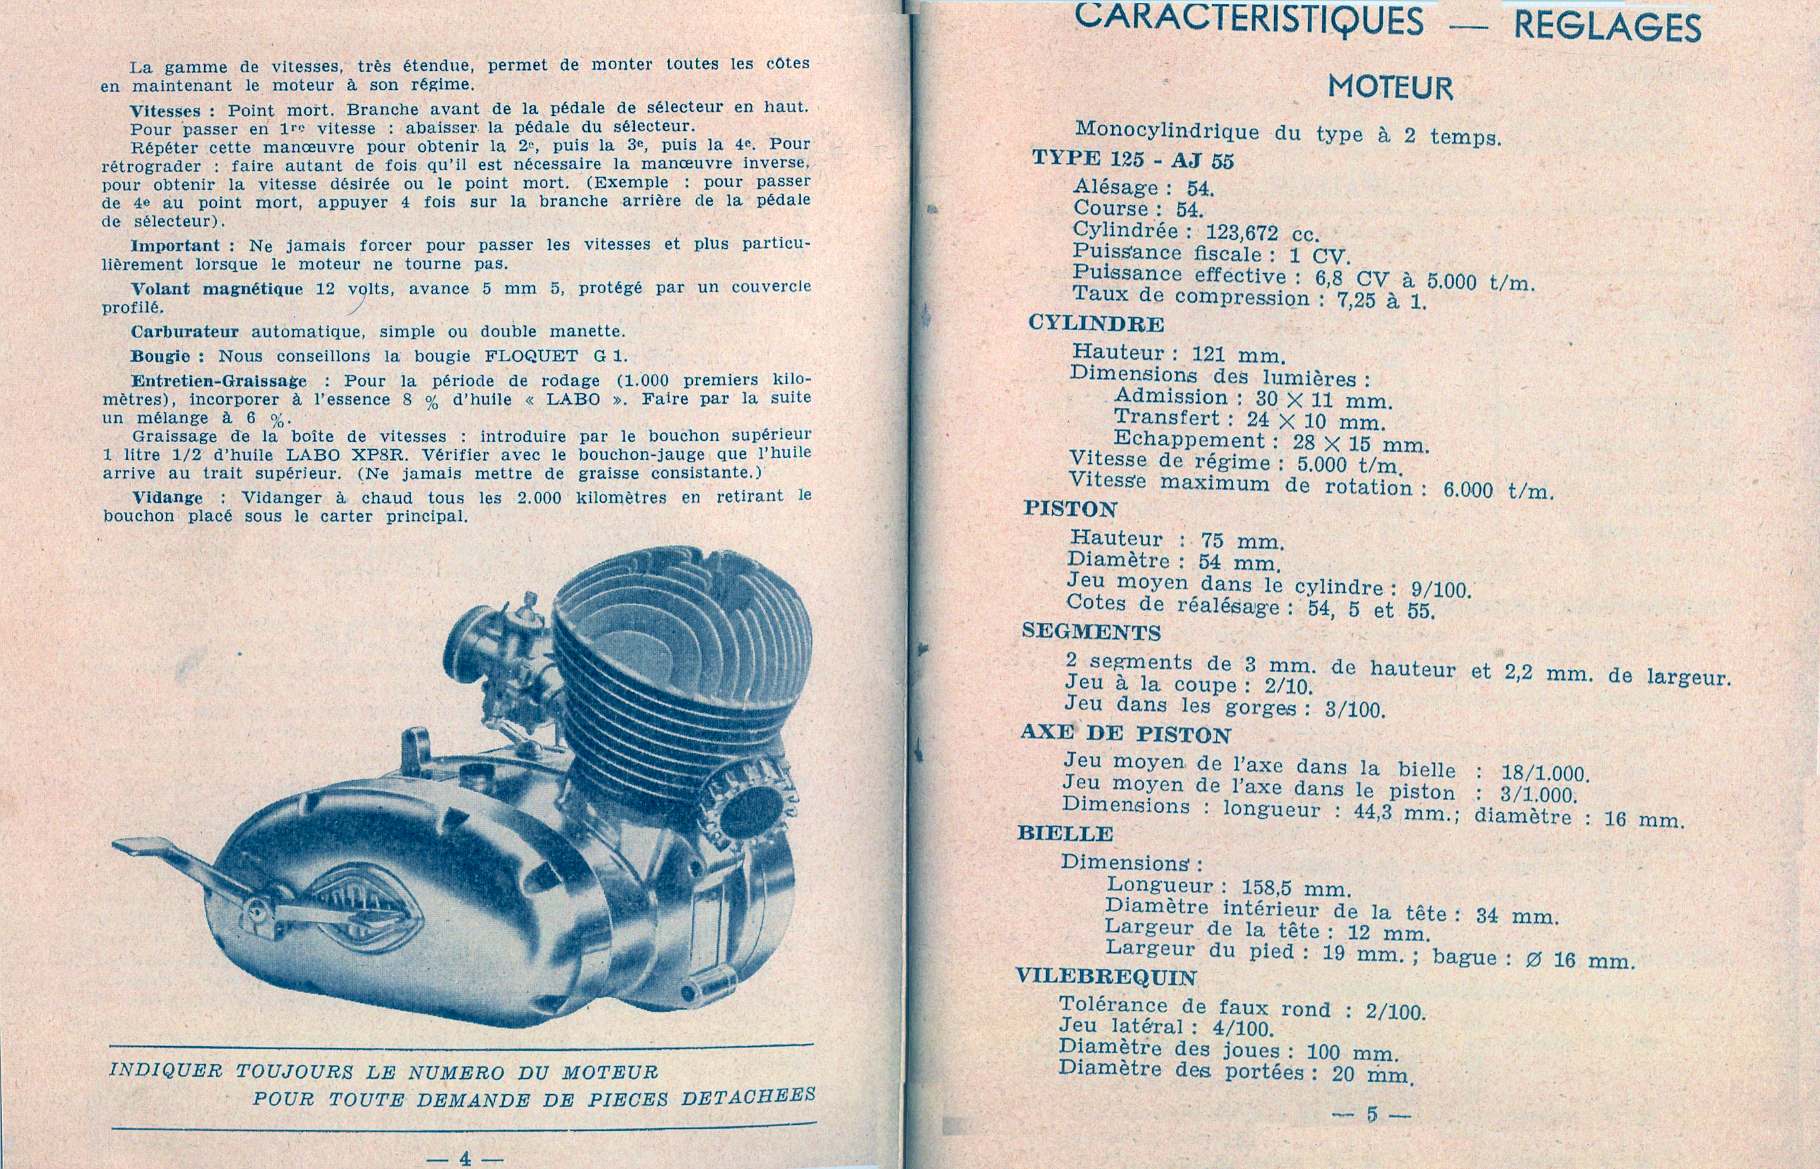 La gamme de vitesses, très étendue, permet de monter toutes les côtes
en maintenant le moteur à son régime.
Vitesses : Point mort. Branche avant de la pédale de sélecteur en haut.
Pour passer en 1re vitesse : abaisser la pédale du sélecteur.
Répéter cette manœuvre pour obtenir la 2e, puis la 3e, puis la 4e. Pour
rétrograder : faire autant de fois qu'il est nécessaire la manœuvre inverse,
pour obtenir la vitesse désirée ou le point mort. (Exemple : pour passer
de 4e au point mort, appuyer 4 fois sur la branche arrière de la pédale
de sélecteur).
Important : Ne jamais forcer pour passer les vitesses et plus particu-
lièrement lorsque le moteur ne tourne pas.
Volant magnétique 12 volts, avance 5 mm 5, protégé par un couvercle
profilé.
Carburateur automatique, simple ou double manette.
Bougie : Nous conseillons la bougie FLOQUET G 1.
Entretien-Graissage : Pour la période de rodage (1.000 premiers kilo-
mètres), incorporer à l'essence 8 % d'huile « LABO ». Faire par la suite
un mélange à 6 %.
Graissage de la boîte de vitesses : introduire par le bouchon supérieur
1 litre 1/2 d'huile LABO XP8R. Vérifier avec le bouchon-jauge que l'huile
arrive au trait supérieur. (Ne jamais mettre de graisse consistante.)
Vidange : Vidanger à chaud tous les 2.000 kilomètres en retirant le
bouchon placé sous le carter principal.
INDIQUER TOUJOURS LE NUMERO DU MOTEUR
POUR TOUTE DEMANDE DE PIECES DETACHEES
— 4 —
CARACTERISTIQUES — REGLAGES
MOTEUR
Monocylindrique du type à 2 temps.
TYPE 125 - AJ 55
Alésage : 54.
Course : 54.
Cylindrée : 123,672 cc.
Puissance fiscale : 1 CV.
Puissance effective : 6,8 CV à 5.000 t/m.
Taux de compression : 7,25 à 1.
CYLINDRE
Hauteur : 121 mm.
Dimensions des lumières :
Admission : 30 × 11 mm.
Transfert : 24 × 10 mm.
Echappement : 28 × 15 mm.
Vitesse de régime : 5.000 t/m.
Vitesse maximum de rotation : 6.000 t/m.
PISTON
Hauteur : 75 mm.
Diamètre : 54 mm.
Jeu moyen dans le cylindre : 9/100.
Cotes de réalésage : 54, 5 et 55.
SEGMENTS
2 segments de 3 mm. de hauteur et 2,2 mm. de largeur.
Jeu à la coupe : 2/10.
Jeu dans les gorges : 3/100.
AXE DE PISTON
Jeu moyen de l'axe dans la bielle : 18/1.000.
Jeu moyen de l'axe dans le piston : 3/1.000.
Dimensions : longueur : 44,3 mm.; diamètre : 16 mm.
BIELLE
Dimensions :
Longueur : 158,5 mm.
Diamètre intérieur de la tête : 34 mm.
Largeur de la tête : 12 mm.
Largeur du pied : 19 mm. ; bague : Ø 16 mm.
VILEBREQUIN
Tolérance de faux rond : 2/100.
Jeu latéral : 4/100.
Diamètre des joues : 100 mm.
Diamètre des portées : 20 mm.
— 5 —